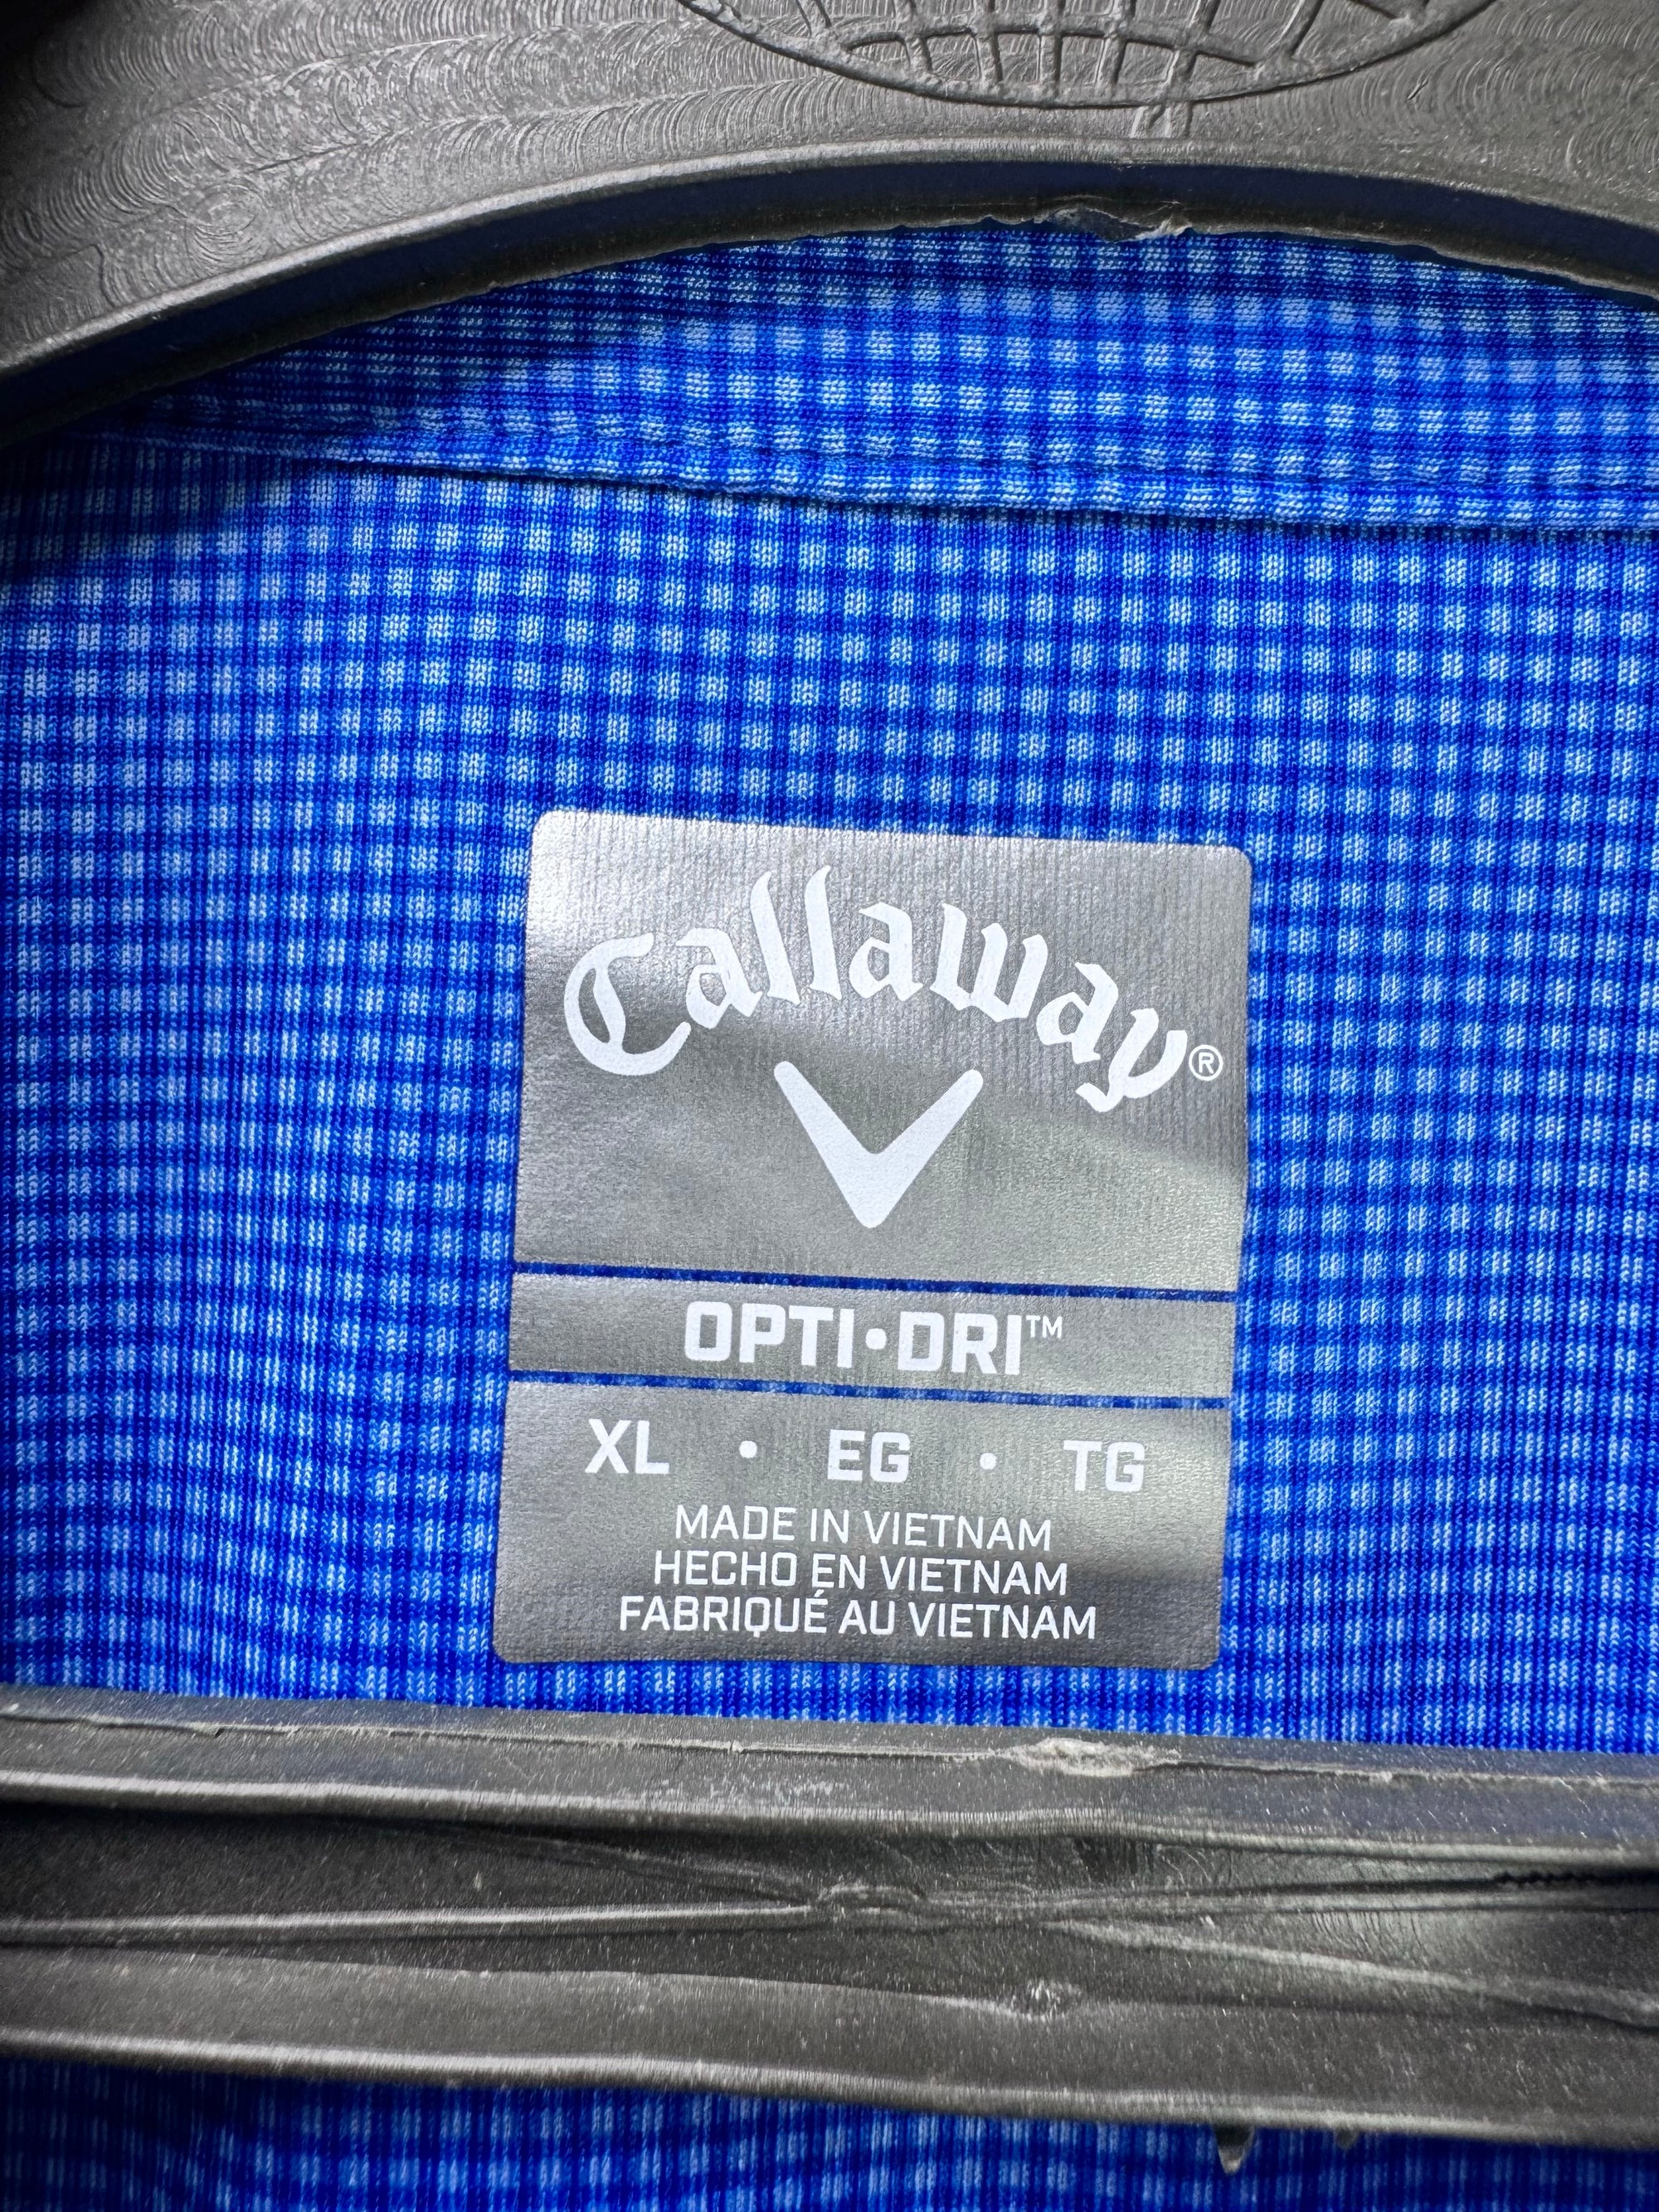 Callaway®
OPTI•DRI™
XL • EG • TG
MADE IN VIETNAM
HECHO EN VIETNAM
FABRIQUÉ AU VIETNAM